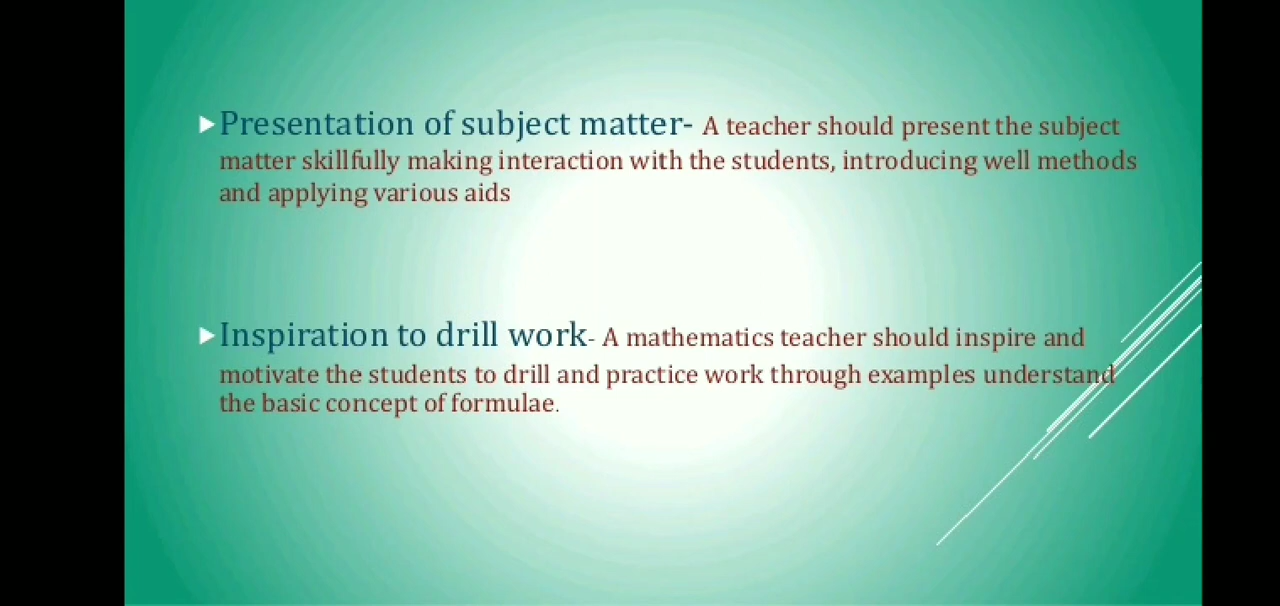 Presentation of subject matter- A teacher should present the subject
matter skillfully making interaction with the students, introducing well methods
and applying various aids
Inspiration to drill work- A mathematics teacher should inspire and
motivate the students to drill and practice work through examples understand
the basic concept of formulae.